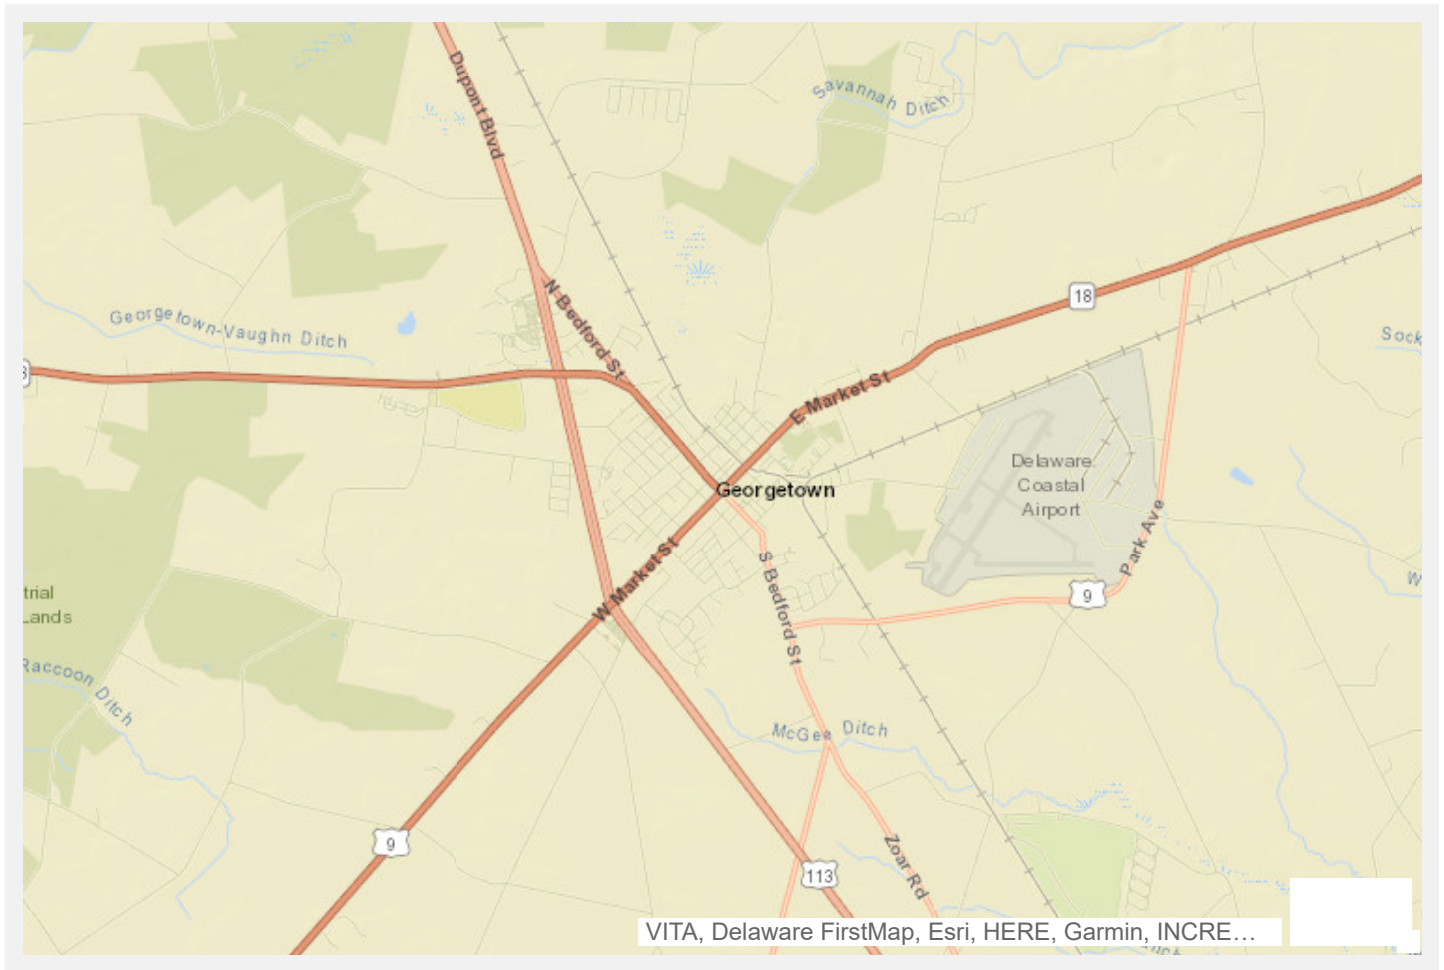 Dupont Blvd
Savannah Ditch
N Bedford St
18
Georgetown-Vaughn Ditch
Sock
E Market St
Delaware
Coastal
Airport
Georgetown
Park Ave
W Market St
S Bedford St
9
W
trial
Lands
Raccoon Ditch
McGee Ditch
9
113
Zoar Rd
VITA, Delaware FirstMap, Esri, HERE, Garmin, INCRE…